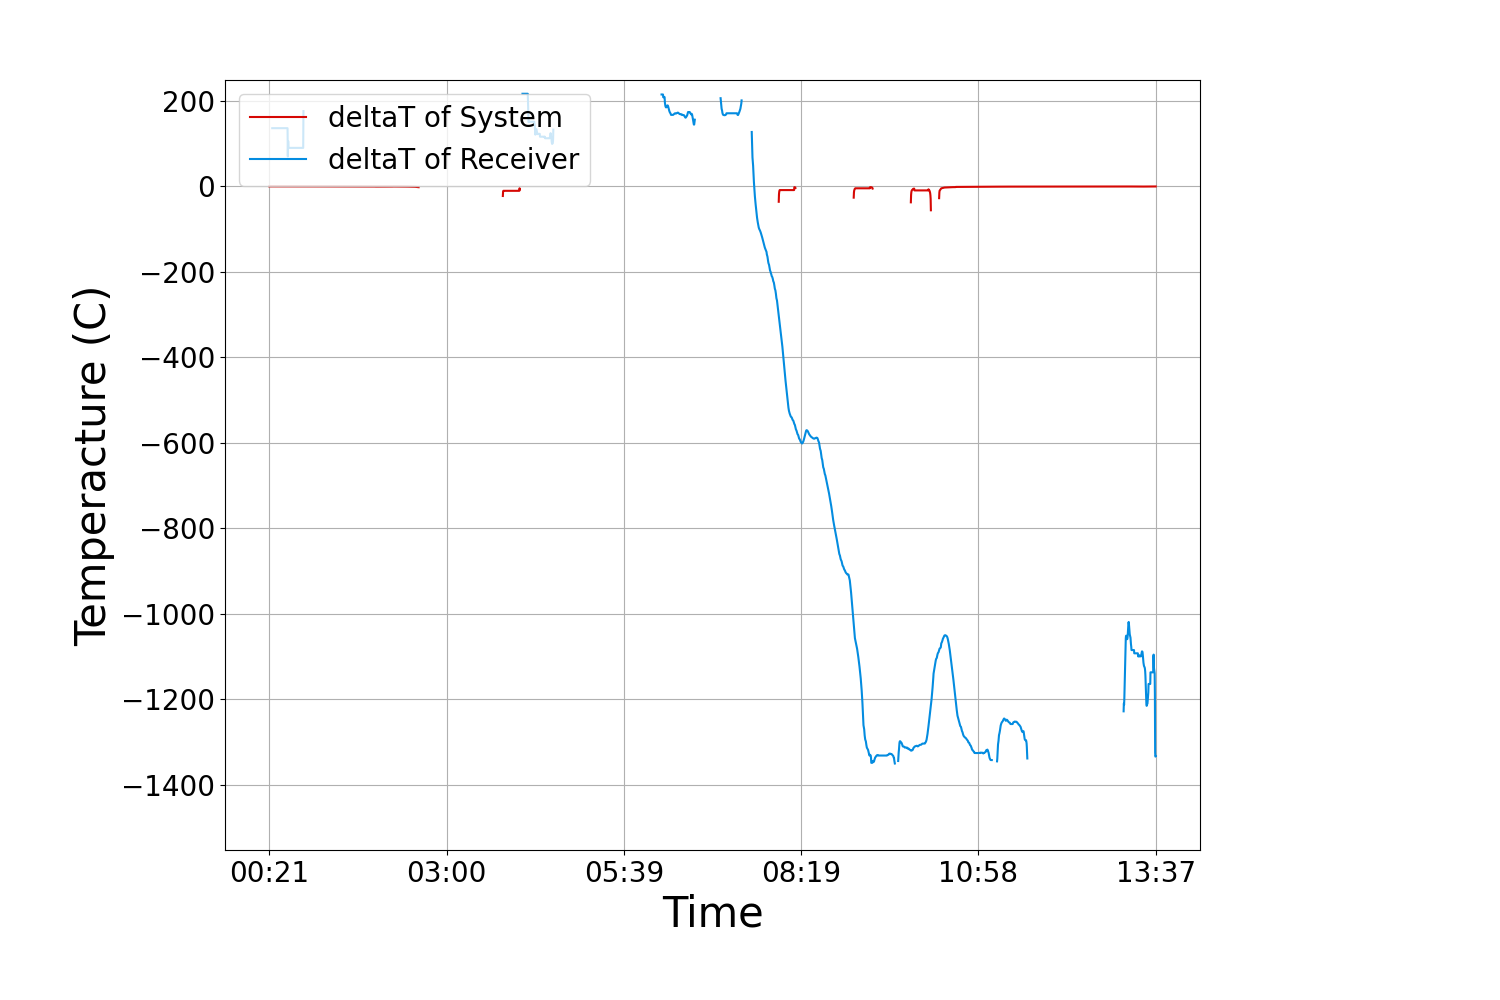 deltaT of System
deltaT of Receiver
200
0
−200
−400
−600
−800
−1000
−1200
−1400
Temperacture (C)
00:21 03:00 05:39 08:19 10:58 13:37
Time